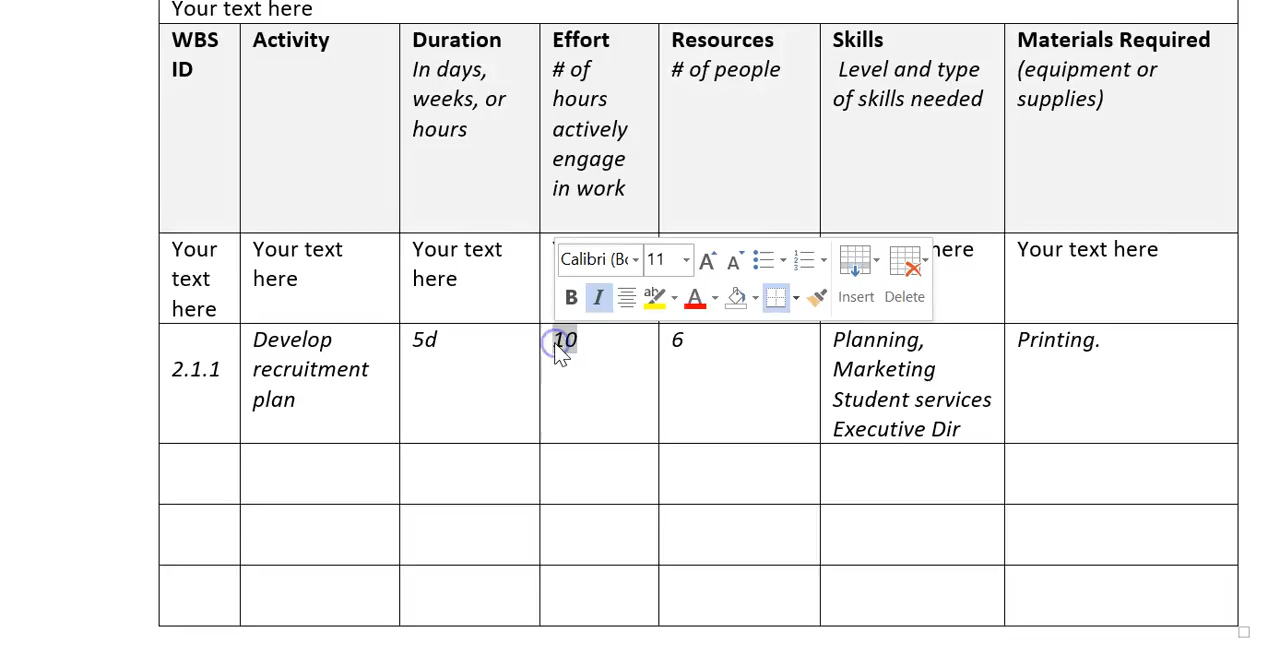 Your text here
WBS ID
Activity
Duration
In days, weeks, or hours
Effort
# of hours actively engage in work
Resources
# of people
Skills
Level and type of skills needed
Materials Required
(equipment or supplies)
Your text here
Your text here
Your text here
here
Your text here
Calibri (Bo
11
Insert
Delete
2.1.1
Develop recruitment plan
5d
10
6
Planning,
Marketing
Student services
Executive Dir
Printing.